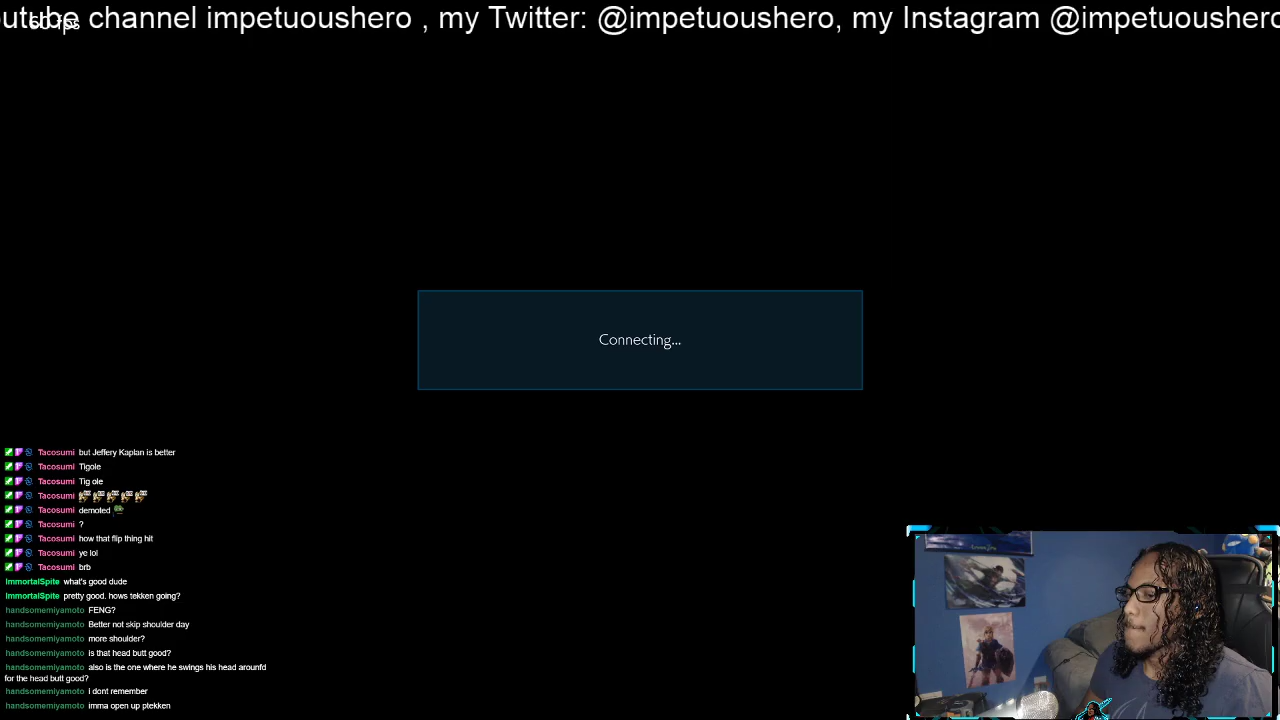 outube channel impetuoushero , my Twitter: @impetuoushero, my Instagram @impetuoushero
60 fps
Connecting...
Tacosumi but Jeffery Kaplan is better
Tacosumi Tigole
Tacosumi Tig ole
Tacosumi
Tacosumi demoted
Tacosumi ?
Tacosumi how that flip thing hit
Tacosumi ye lol
Tacosumi brb
ImmortalSpite what's good dude
ImmortalSpite pretty good. hows tekken going?
handsomemiyamoto FENG?
handsomemiyamoto Better not skip shoulder day
handsomemiyamoto more shoulder?
handsomemiyamoto is that head butt good?
handsomemiyamoto also is the one where he swings his head arounfd
for the head butt good?
handsomemiyamoto i dont remember
handsomemiyamoto imma open up ptekken